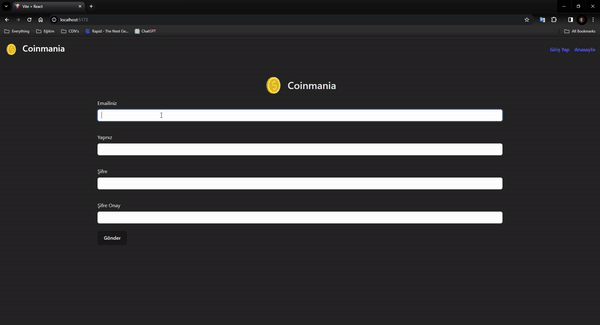 Vite + React
localhost:5173
Everything
Eğitim
CDN's
Rapid - The Next Ge...
ChatGPT
All Bookmarks
Coinmania
Giriş Yap
Anasayfa
Coinmania
Emailiniz
Yaşınız
Şifre
Şifre Onay
Gönder